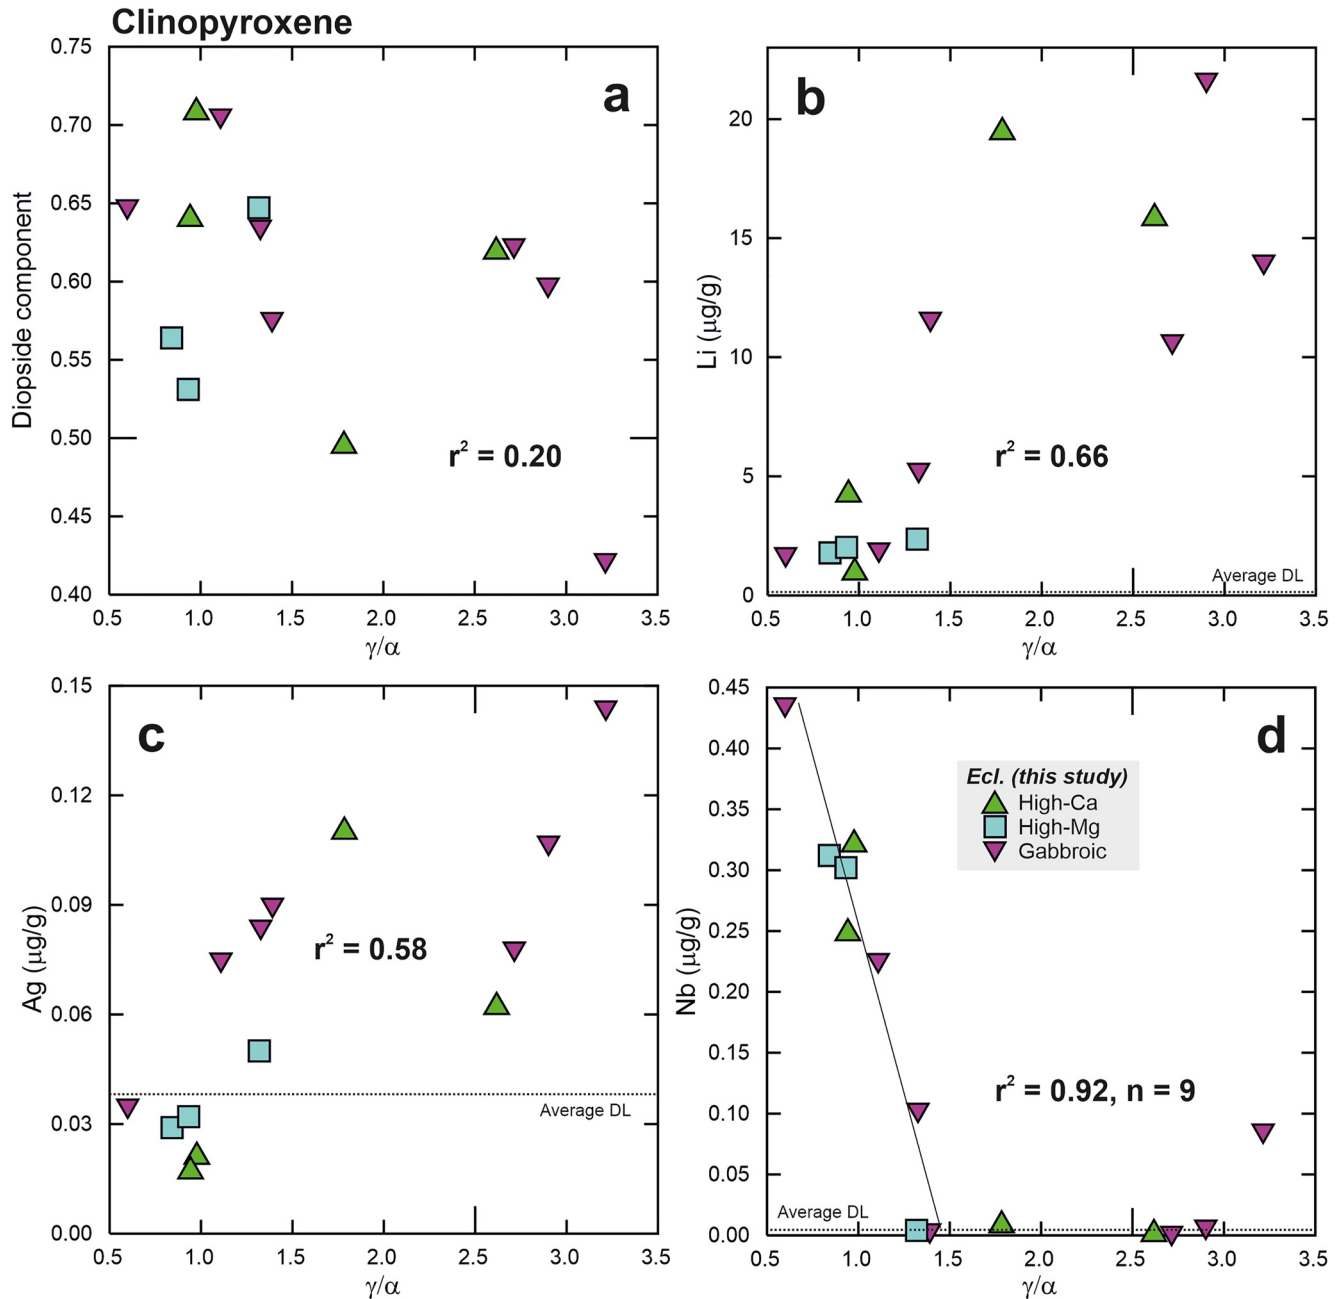 Clinopyroxene
a
Diopside component
0.75
0.70
0.65
0.60
0.55
0.50
0.45
0.40
r² = 0.20
0.5 1.0 1.5 2.0 2.5 3.0 3.5
γ/α
b
Li (µg/g)
20
15
10
5
0
r² = 0.66
Average DL
0.5 1.0 1.5 2.0 2.5 3.0 3.5
γ/α
c
Ag (µg/g)
0.15
0.12
0.09
0.06
0.03
0.00
r² = 0.58
Average DL
0.5 1.0 1.5 2.0 2.5 3.0 3.5
γ/α
d
Nb (µg/g)
0.45
0.40
0.35
0.30
0.25
0.20
0.15
0.10
0.05
0.00
Ecl. (this study)
High-Ca
High-Mg
Gabbroic
r² = 0.92, n = 9
Average DL
0.5 1.0 1.5 2.0 2.5 3.0 3.5
γ/α